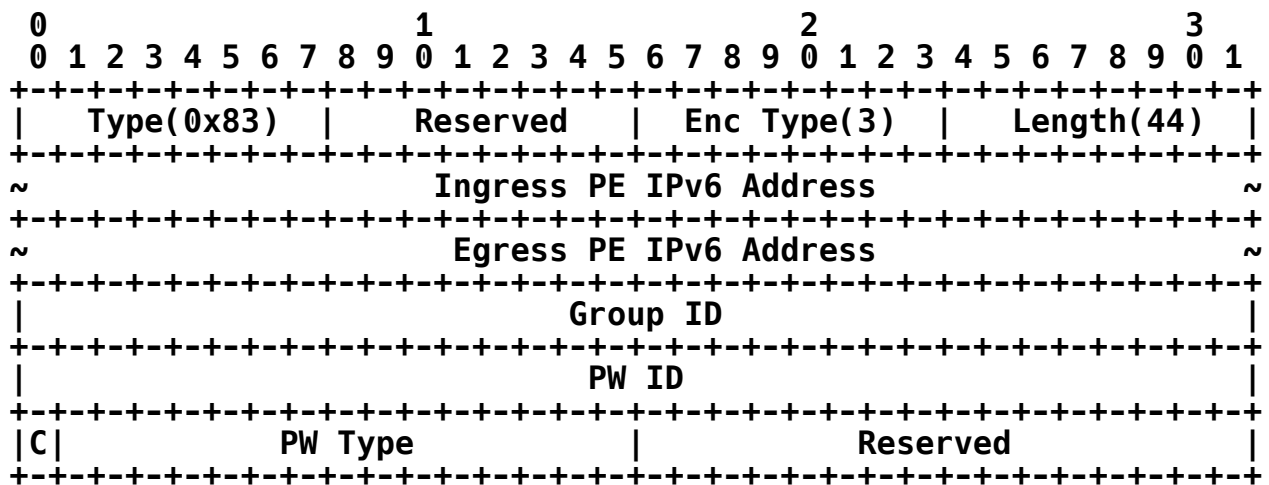 0                   1                   2                   3
 0 1 2 3 4 5 6 7 8 9 0 1 2 3 4 5 6 7 8 9 0 1 2 3 4 5 6 7 8 9 0 1
+-+-+-+-+-+-+-+-+-+-+-+-+-+-+-+-+-+-+-+-+-+-+-+-+-+-+-+-+-+-+-+-+
|   Type(0x83)  |    Reserved   |  Enc Type(3)  |   Length(44)  |
+-+-+-+-+-+-+-+-+-+-+-+-+-+-+-+-+-+-+-+-+-+-+-+-+-+-+-+-+-+-+-+-+
~                     Ingress PE IPv6 Address                   ~
+-+-+-+-+-+-+-+-+-+-+-+-+-+-+-+-+-+-+-+-+-+-+-+-+-+-+-+-+-+-+-+-+
~                      Egress PE IPv6 Address                   ~
+-+-+-+-+-+-+-+-+-+-+-+-+-+-+-+-+-+-+-+-+-+-+-+-+-+-+-+-+-+-+-+-+
|                            Group ID                           |
+-+-+-+-+-+-+-+-+-+-+-+-+-+-+-+-+-+-+-+-+-+-+-+-+-+-+-+-+-+-+-+-+
|                             PW ID                             |
+-+-+-+-+-+-+-+-+-+-+-+-+-+-+-+-+-+-+-+-+-+-+-+-+-+-+-+-+-+-+-+-+
|C|           PW Type           |           Reserved            |
+-+-+-+-+-+-+-+-+-+-+-+-+-+-+-+-+-+-+-+-+-+-+-+-+-+-+-+-+-+-+-+-+